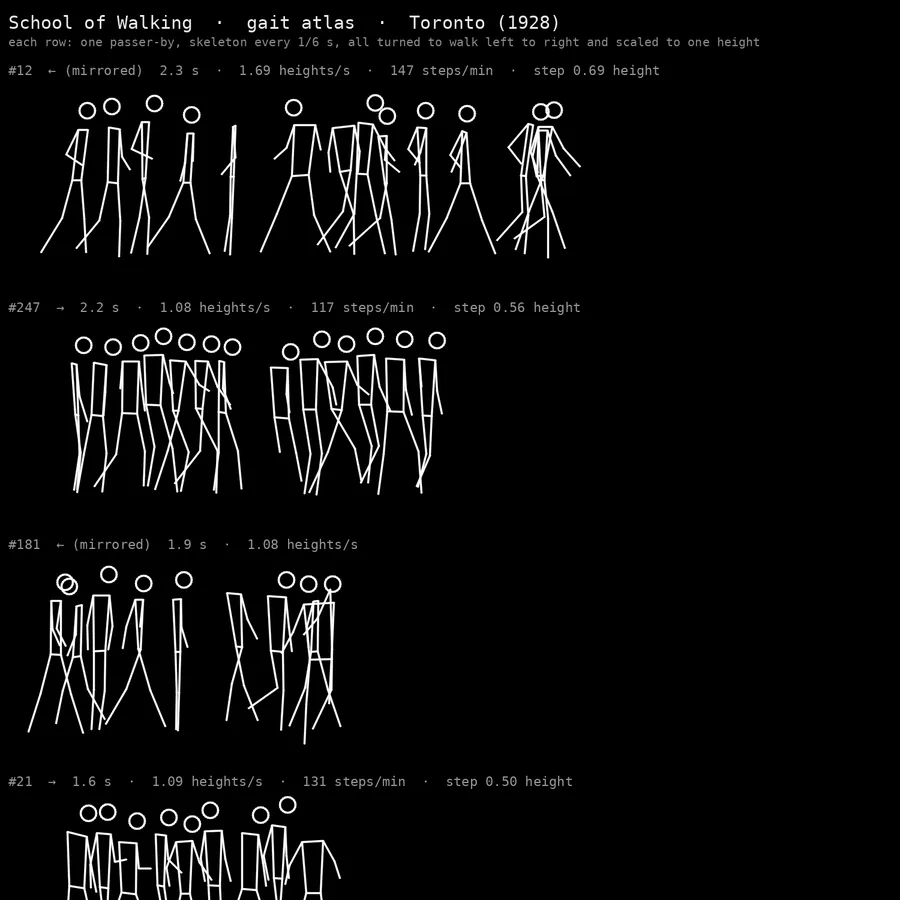 School of Walking · gait atlas · Toronto (1928)
each row: one passer-by, skeleton every 1/6 s, all turned to walk left to right and scaled to one height
#12 ← (mirrored) 2.3 s · 1.69 heights/s · 147 steps/min · step 0.69 height
#247 → 2.2 s · 1.08 heights/s · 117 steps/min · step 0.56 height
#181 ← (mirrored) 1.9 s · 1.08 heights/s
#21 → 1.6 s · 1.09 heights/s · 131 steps/min · step 0.50 height